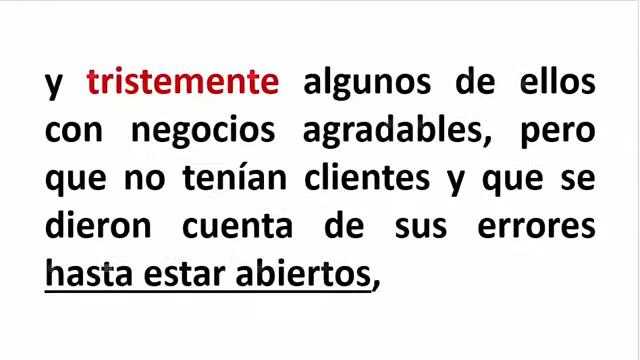 y tristemente algunos de ellos
con negocios agradables, pero
que no tenían clientes y que se
dieron cuenta de sus errores
hasta estar abiertos,